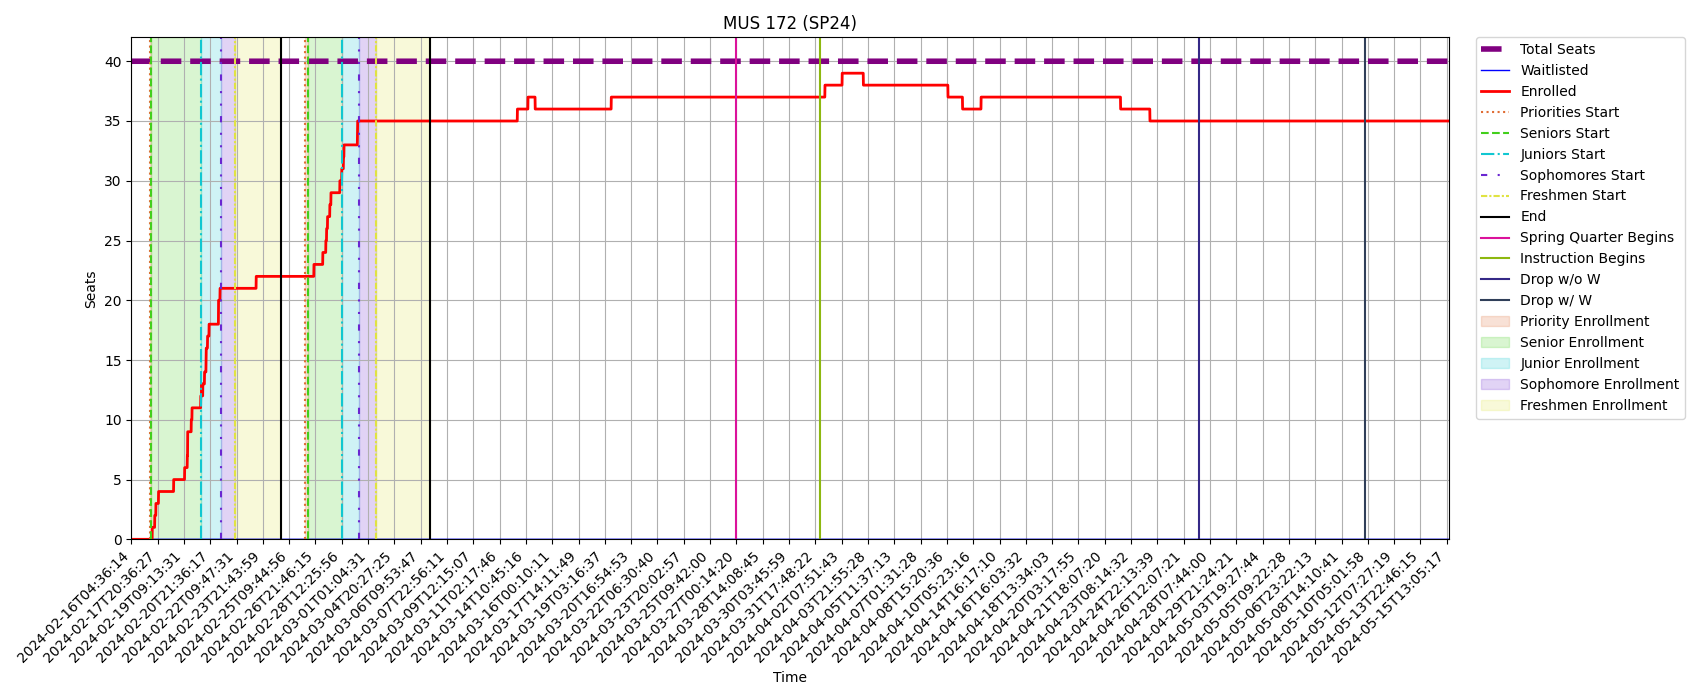 MUS 172 (SP24)
Seats
40
35
30
25
20
15
10
5
0
2024-02-16T04:36:14
2024-02-17T20:36:27
2024-02-19T09:13:31
2024-02-20T21:36:17
2024-02-22T09:47:31
2024-02-23T21:43:59
2024-02-25T09:44:56
2024-02-26T21:46:15
2024-02-28T12:25:56
2024-03-01T01:04:31
2024-03-04T20:27:25
2024-03-06T09:53:47
2024-03-07T22:56:11
2024-03-09T12:15:07
2024-03-11T02:17:46
2024-03-14T10:45:16
2024-03-16T00:10:11
2024-03-17T14:11:49
2024-03-19T03:16:37
2024-03-20T16:54:53
2024-03-22T06:30:40
2024-03-23T20:02:57
2024-03-25T09:42:00
2024-03-27T00:14:20
2024-03-28T14:08:45
2024-03-30T03:45:59
2024-03-31T17:48:22
2024-04-02T07:51:43
2024-04-03T21:55:28
2024-04-05T11:37:13
2024-04-07T01:31:28
2024-04-08T15:20:36
2024-04-10T05:23:16
2024-04-14T16:17:10
2024-04-16T16:03:32
2024-04-18T13:34:03
2024-04-20T03:17:55
2024-04-21T18:07:20
2024-04-23T08:14:32
2024-04-24T22:13:39
2024-04-26T12:07:21
2024-04-28T07:44:00
2024-04-29T21:24:21
2024-05-03T19:27:44
2024-05-05T09:22:28
2024-05-06T23:22:13
2024-05-08T14:10:41
2024-05-10T05:01:58
2024-05-12T07:27:19
2024-05-13T22:46:15
2024-05-15T13:05:17
Time
Total Seats
Waitlisted
Enrolled
Priorities Start
Seniors Start
Juniors Start
Sophomores Start
Freshmen Start
End
Spring Quarter Begins
Instruction Begins
Drop w/o W
Drop w/ W
Priority Enrollment
Senior Enrollment
Junior Enrollment
Sophomore Enrollment
Freshmen Enrollment